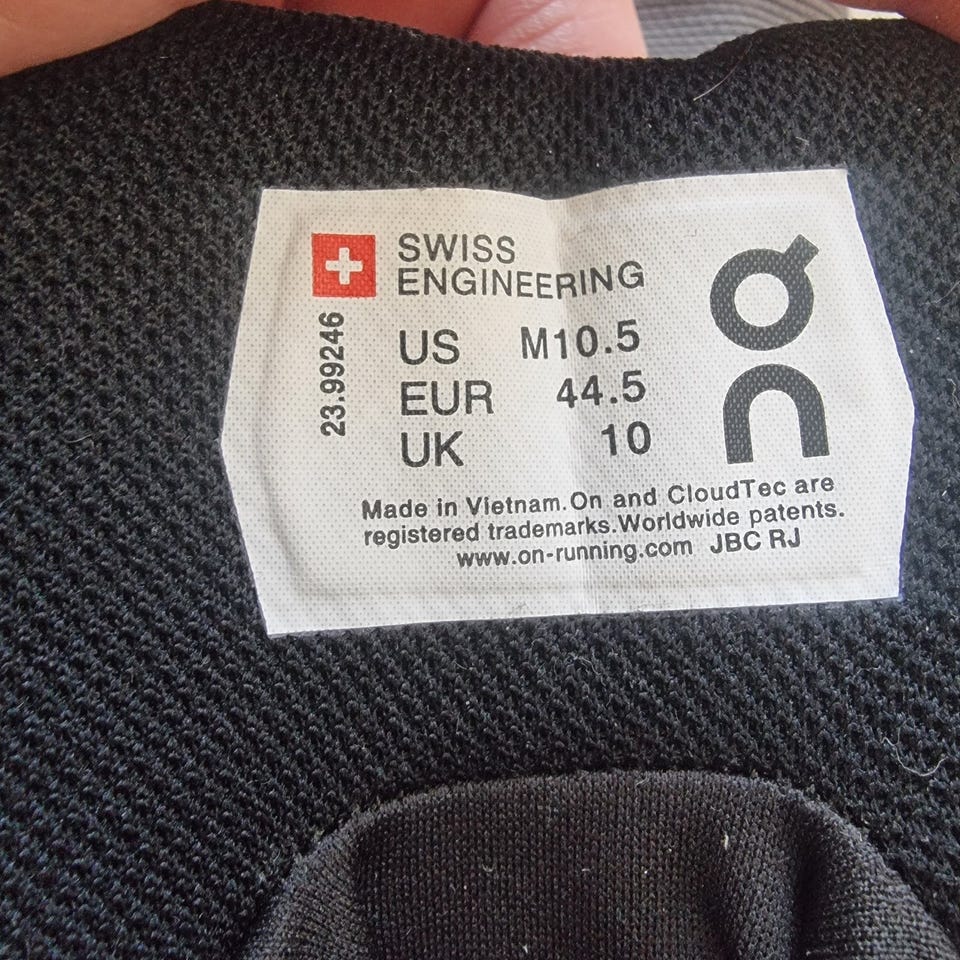 SWISS
ENGINEERING
23.99246
US M10.5
EUR 44.5
UK 10
On
Made in Vietnam.On and CloudTec are
registered trademarks.Worldwide patents.
www.on-running.com JBC RJ